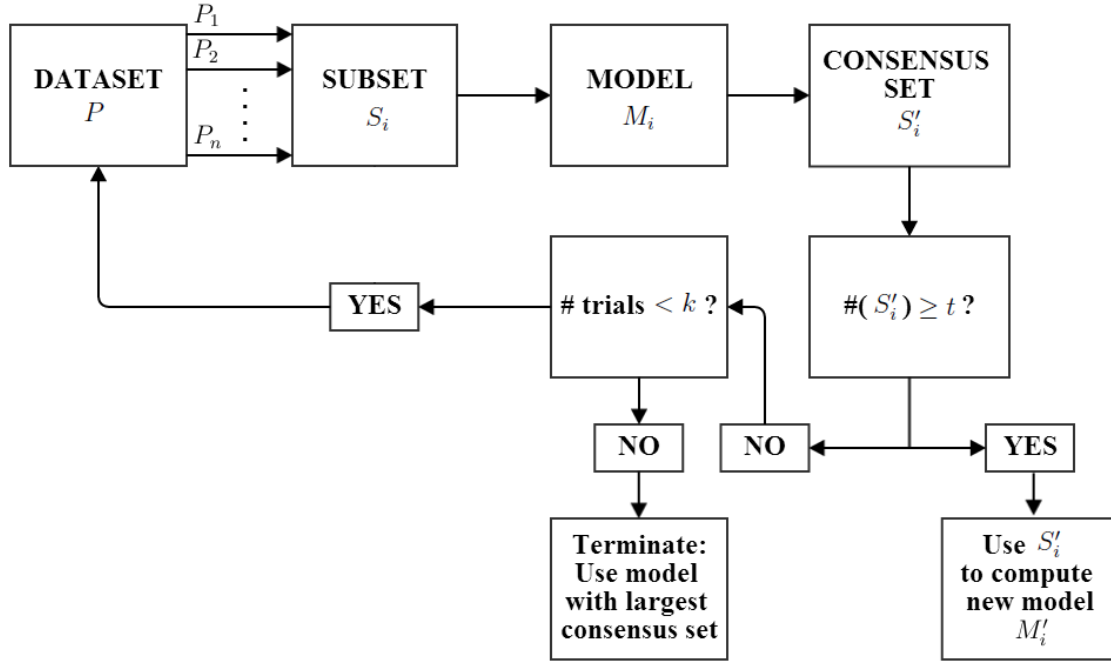 DATASET
P
P₁
P₂
Pₙ
SUBSET
Sᵢ
MODEL
Mᵢ
CONSENSUS
SET
S′ᵢ
YES
# trials < k ?
#( S′ᵢ ) ≥ t ?
NO
NO
YES
Terminate:
Use model
with largest
consensus set
Use S′ᵢ
to compute
new model
M′ᵢ